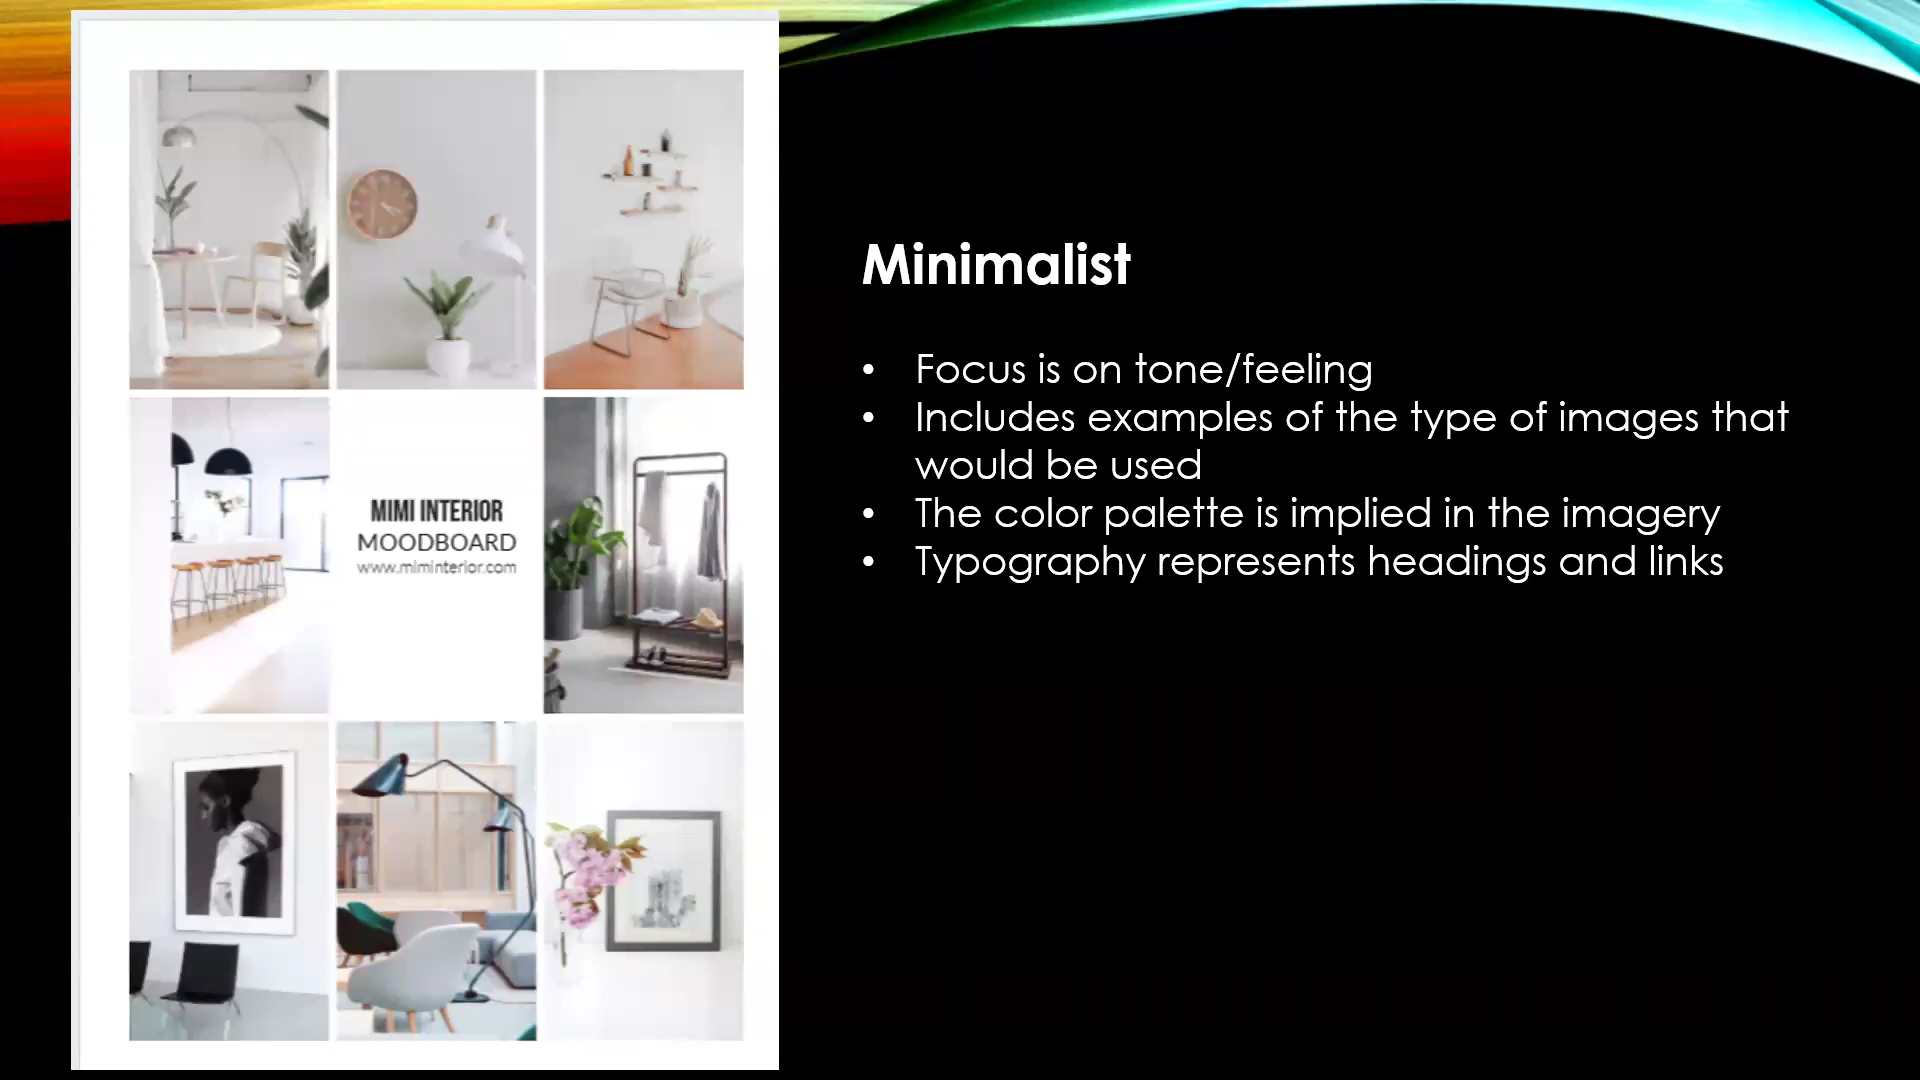 MIMI INTERIOR
MOODBOARD
www.miminterior.com
Minimalist
• Focus is on tone/feeling
• Includes examples of the type of images that
would be used
• The color palette is implied in the imagery
• Typography represents headings and links